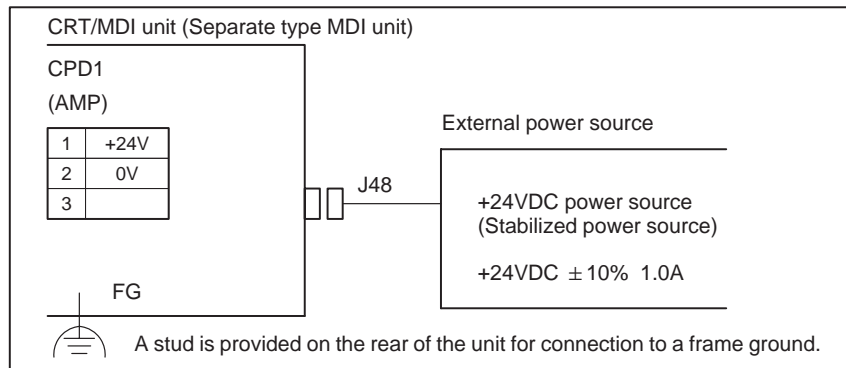 CRT/MDI unit (Separate type MDI unit)
CPD1
(AMP)
1 +24V
2 0V
3
External power source
J48
+24VDC power source
(Stabilized power source)
+24VDC ±10% 1.0A
FG
A stud is provided on the rear of the unit for connection to a frame ground.